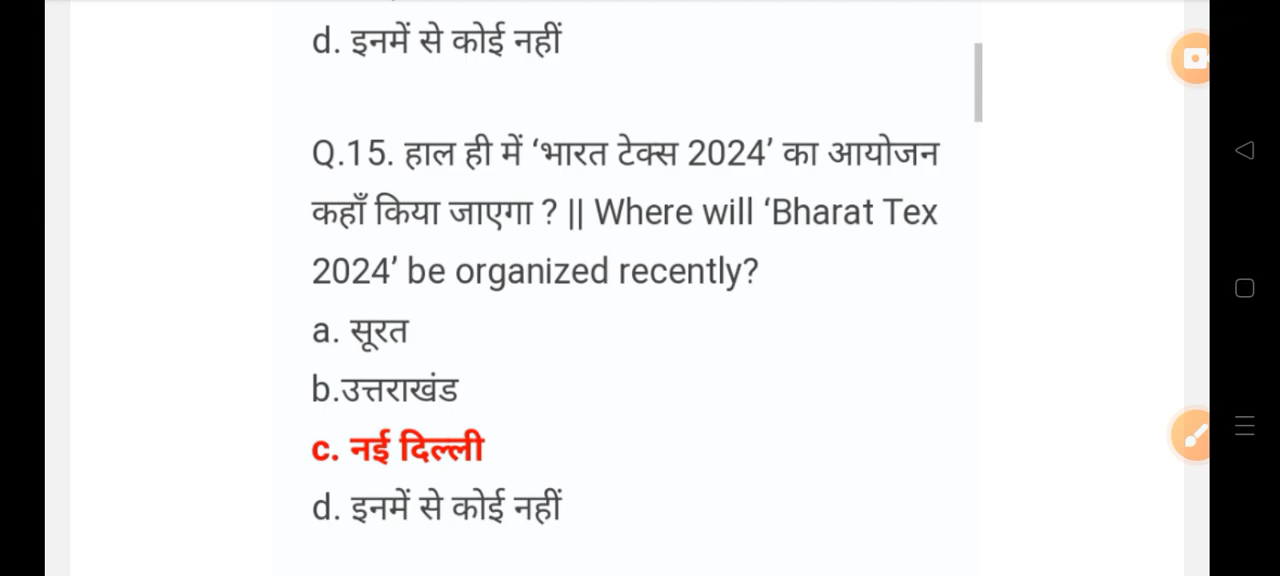 d. इनमें से कोई नहीं
Q.15. हाल ही में ‘भारत टेक्स 2024’ का आयोजन
कहाँ किया जाएगा ? || Where will ‘Bharat Tex
2024’ be organized recently?
a. सूरत
b.उत्तराखंड
c. नई दिल्ली
d. इनमें से कोई नहीं